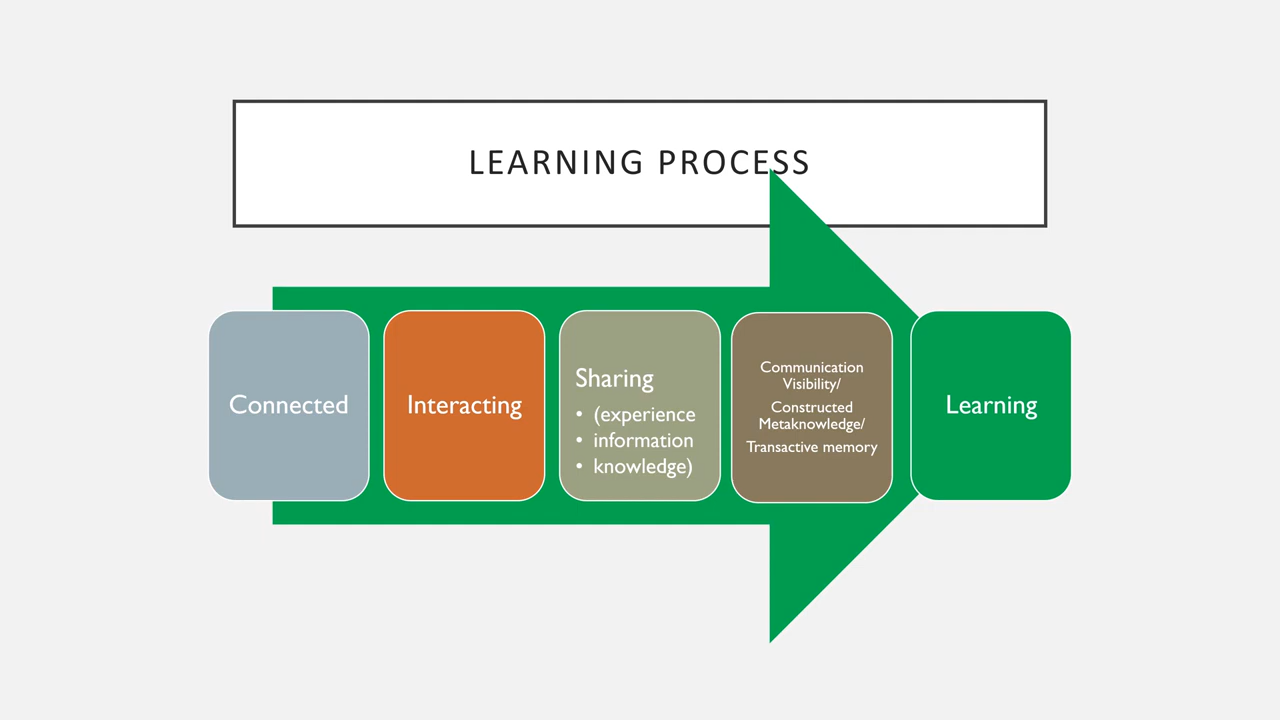 LEARNING PROCESS
Connected
Interacting
Sharing
• (experience
• information
• knowledge)
Communication
Visibility/
Constructed
Metaknowledge/
Transactive memory
Learning